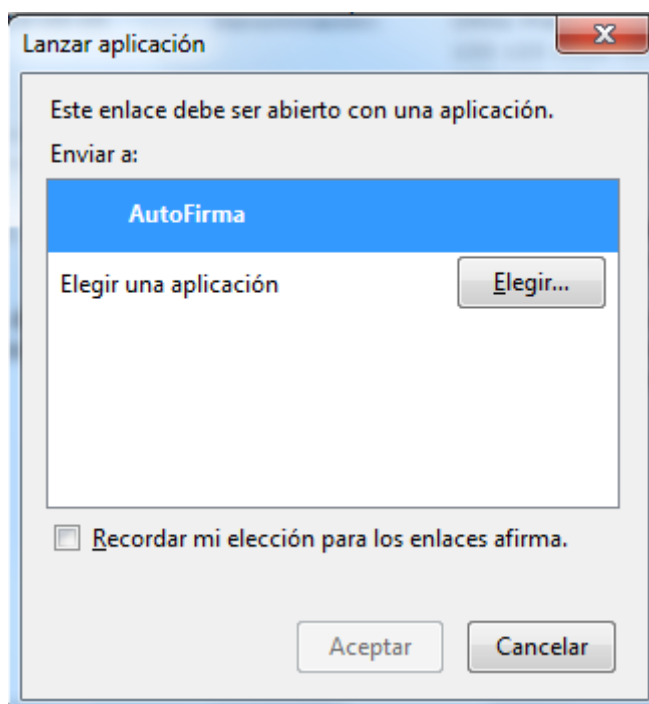 Lanzar aplicación
Este enlace debe ser abierto con una aplicación.
Enviar a:
AutoFirma
Elegir una aplicación
Elegir...
Recordar mi elección para los enlaces afirma.
Aceptar
Cancelar